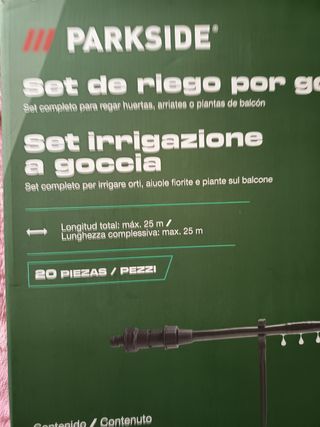 /// PARKSIDE®
Set de riego por
Set completo para regar huertas, arriates o plantas de balcón
Set irrigazione
a goccia
Set completo per irrigare orti, aiuole fiorite e piante sul balcone
Longitud total: máx. 25 m /
Lunghezza complessiva: max. 25 m
20 PIEZAS / PEZZI
Contenido / Contenuto